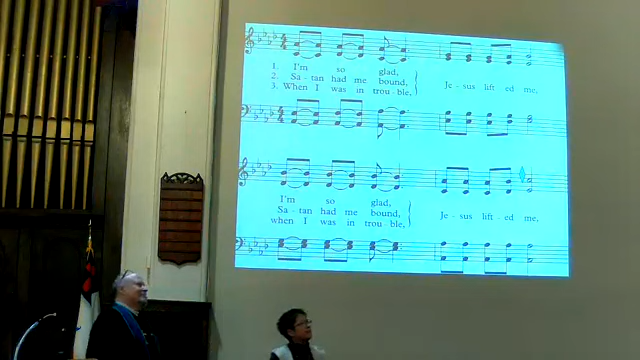 1. I'm so glad,
2. Sa - tan had me bound,
3. When I was in trou - ble,
Je - sus lift ed me,
I'm so glad,
Sa - tan had me bound,
when I was in trou - ble,
Je - sus lift - ed me,